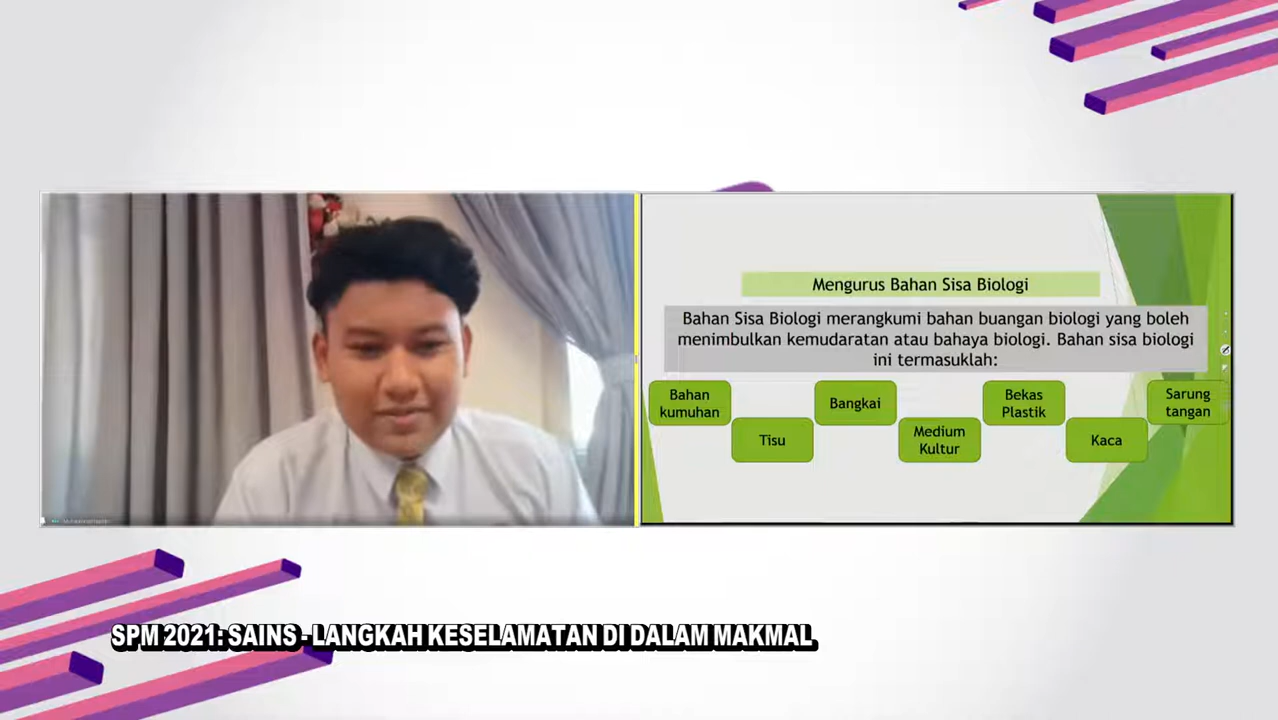 Mengurus Bahan Sisa Biologi
Bahan Sisa Biologi merangkumi bahan buangan biologi yang boleh
menimbulkan kemudaratan atau bahaya biologi. Bahan sisa biologi
ini termasuklah:
Bahan
kumuhan
Tisu
Bangkai
Medium
Kultur
Bekas
Plastik
Kaca
Sarung
tangan
SPM 2021: SAINS - LANGKAH KESELAMATAN DI DALAM MAKMAL